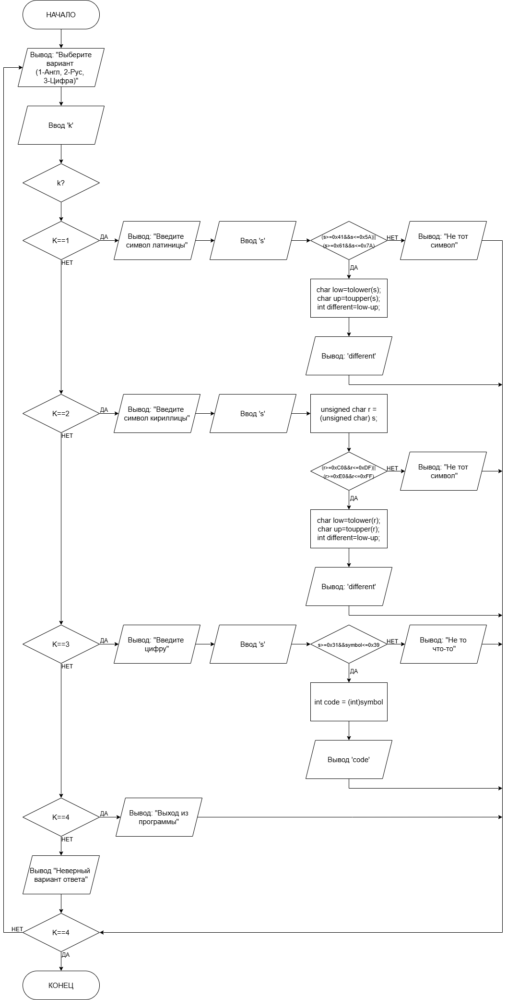 НАЧАЛО
Вывод: "Выберите
вариант
(1-Англ, 2-Рус,
3-Цифра)"
Ввод 'k'
k?
K==1
ДА
НЕТ
Вывод: "Введите
символ латиницы"
Ввод 's'
(s>=0x41&&s<=0x5A)||
(s>=0x61&&s<=0x7A)
НЕТ
Вывод: "Не тот
символ"
ДА
char low=tolower(s);
char up=toupper(s);
int different=low-up;
Вывод: 'different'
K==2
ДА
НЕТ
Вывод: "Введите
символ кириллицы"
Ввод 's'
unsigned char r =
(unsigned char) s;
(r>=0xC0&&r<=0xDF)||
(r>=0xE0&&r<=0xFF)
НЕТ
Вывод: "Не тот
символ"
ДА
char low=tolower(r);
char up=toupper(r);
int different=low-up;
Вывод: 'different'
K==3
ДА
НЕТ
Вывод: "Введите
цифру"
Ввод 's'
s>=0x31&&symbol<=0x39
НЕТ
Вывод: "Не то
что-то"
ДА
int code = (int)symbol
Вывод 'code'
K==4
ДА
НЕТ
Вывод: "Выход из
программы"
Вывод "Неверный
вариант ответа"
K==4
НЕТ
ДА
КОНЕЦ